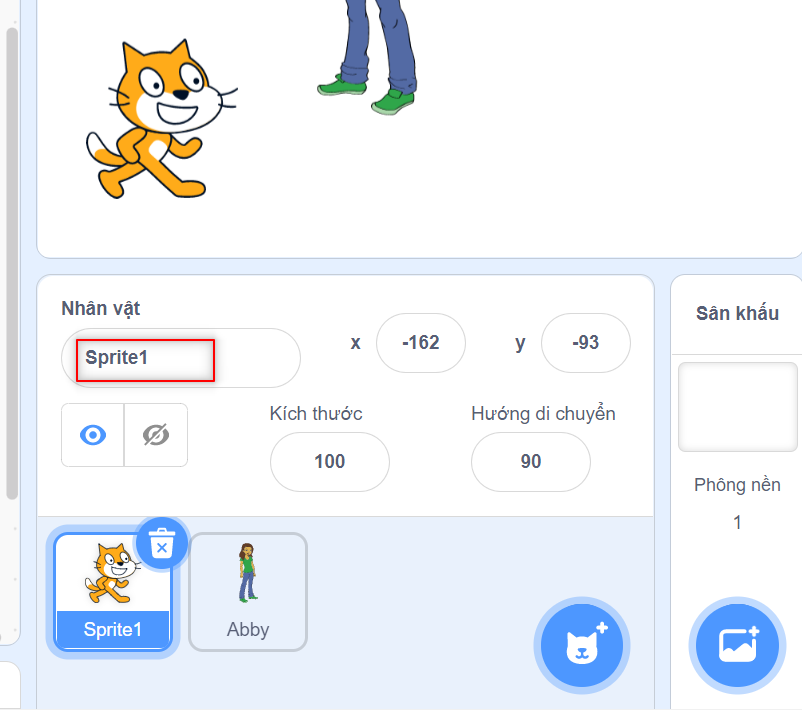 Nhân vật
Sprite1
x
-162
y
-93
Kích thước
100
Hướng di chuyển
90
Sprite1
Abby
Sân khấu
Phông nền
1